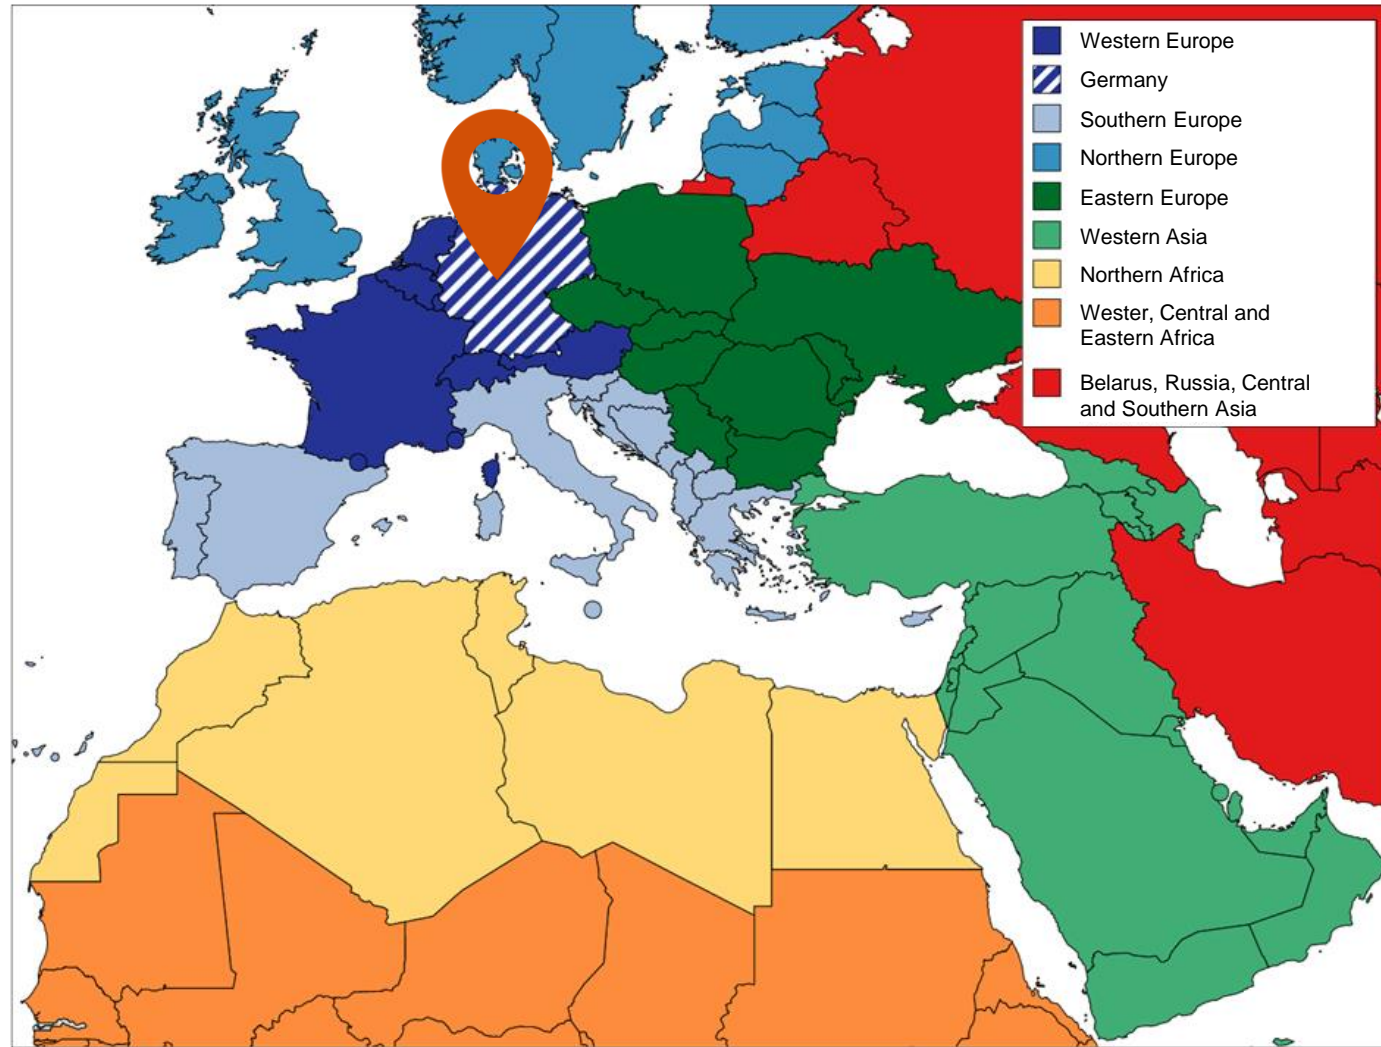 Western Europe
Germany
Southern Europe
Northern Europe
Eastern Europe
Western Asia
Northern Africa
Wester, Central and
Eastern Africa
Belarus, Russia, Central
and Southern Asia